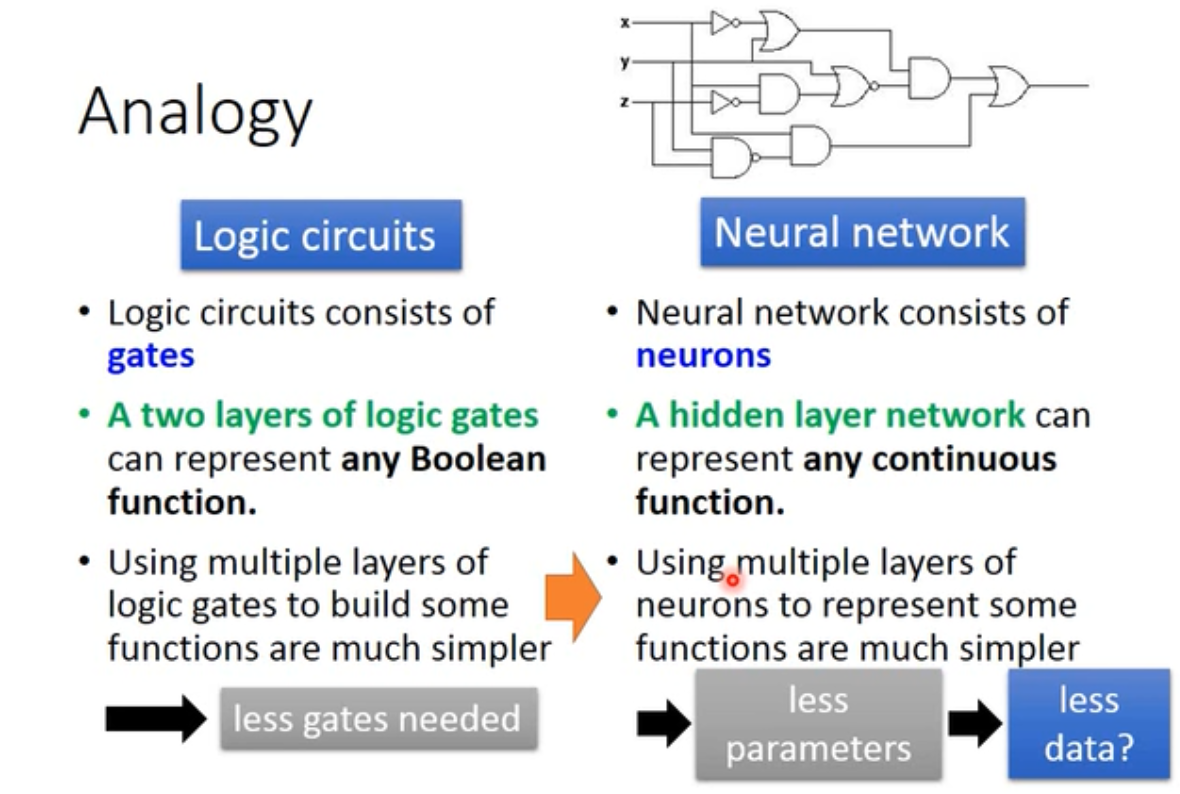 x
y
z
Analogy
Logic circuits
• Logic circuits consists of
gates
• A two layers of logic gates
can represent any Boolean
function.
• Using multiple layers of
logic gates to build some
functions are much simpler
less gates needed
Neural network
• Neural network consists of
neurons
• A hidden layer network can
represent any continuous
function.
• Using multiple layers of
neurons to represent some
functions are much simpler
less
parameters
less
data?